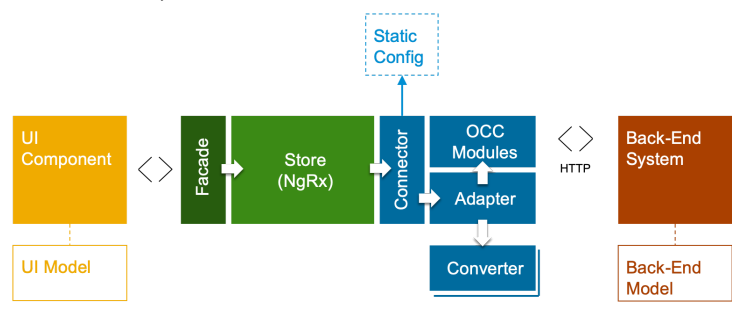 Static
Config
UI
Component
Facade
Store
(NgRx)
Connector
OCC
Modules
Adapter
Converter
HTTP
Back-End
System
UI Model
Back-End
Model